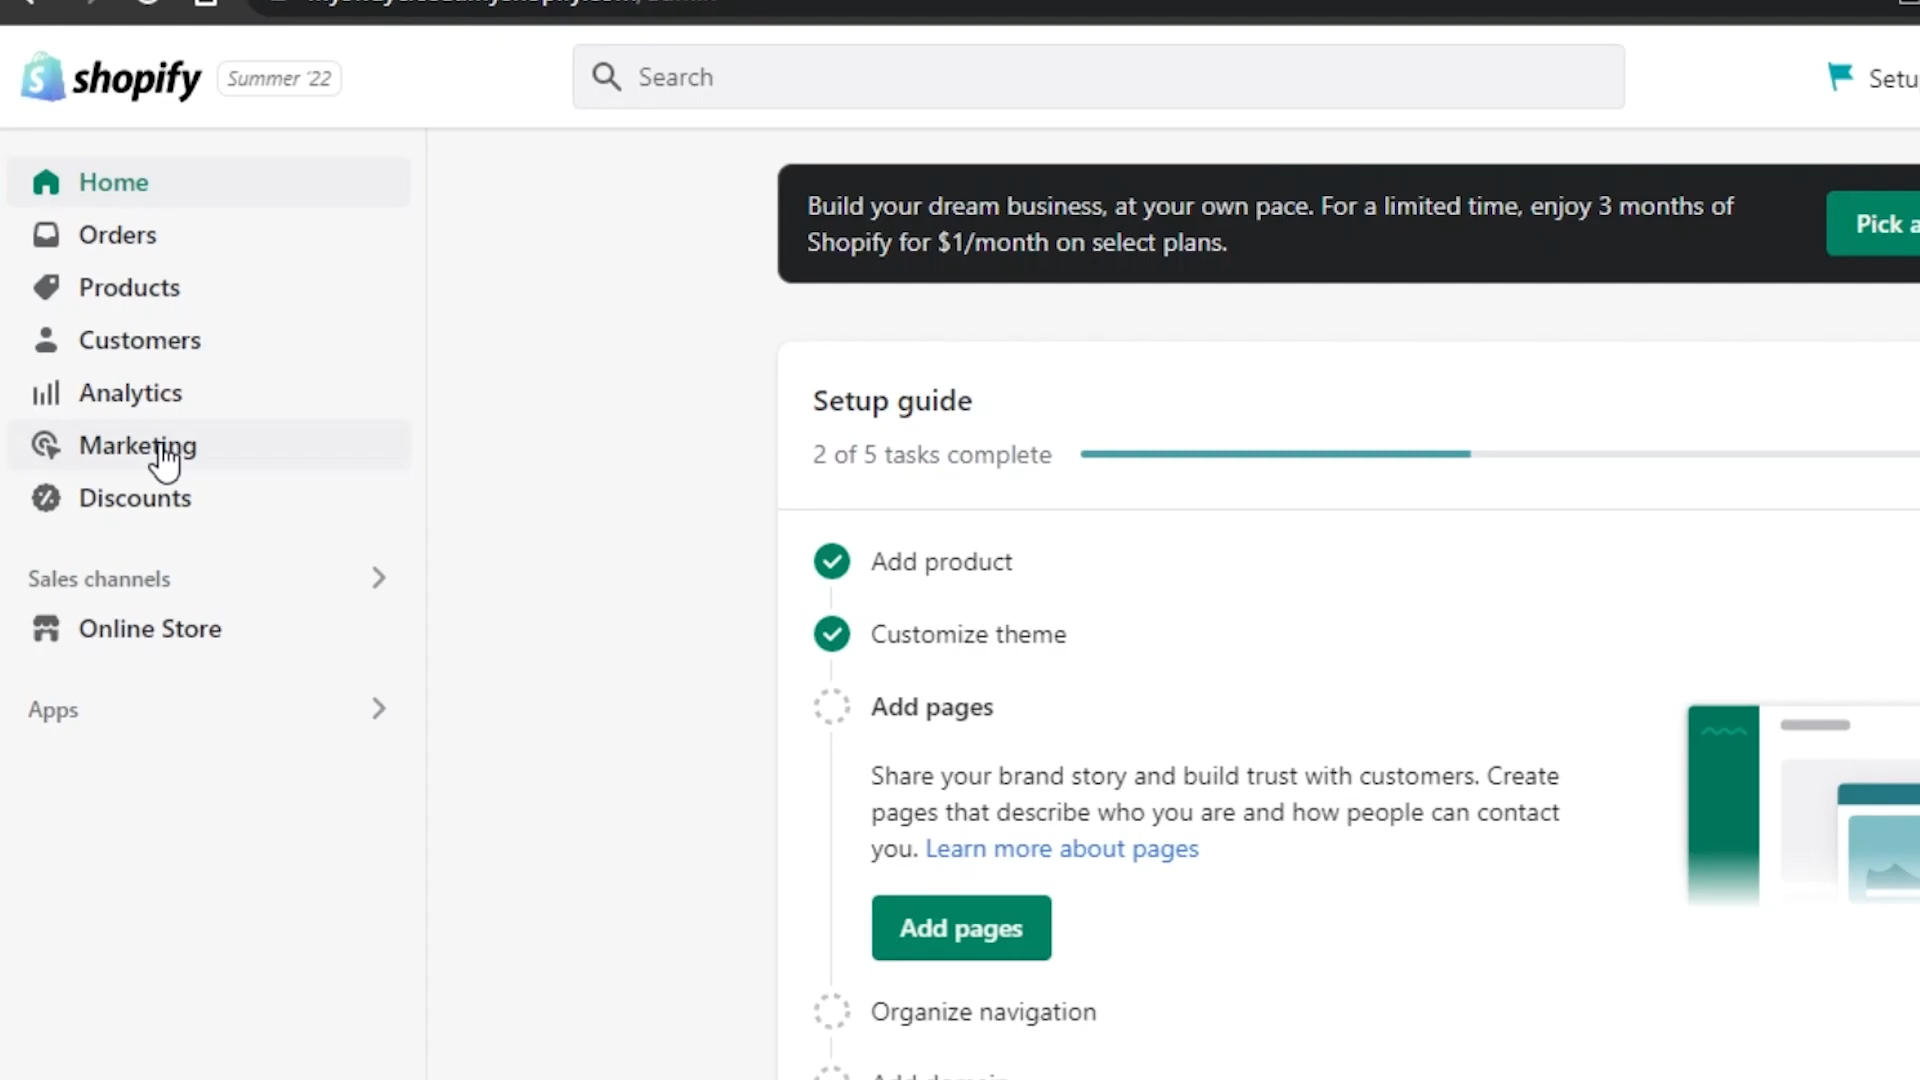 shopify
Summer '22
Search
Home
Orders
Products
Customers
Analytics
Marketing
Discounts
Sales channels
Online Store
Apps
Build your dream business, at your own pace. For a limited time, enjoy 3 months of
Shopify for $1/month on select plans.
Pick a
Setup guide
2 of 5 tasks complete
Add product
Customize theme
Add pages
Share your brand story and build trust with customers. Create
pages that describe who you are and how people can contact
you. Learn more about pages
Add pages
Organize navigation
Add domain